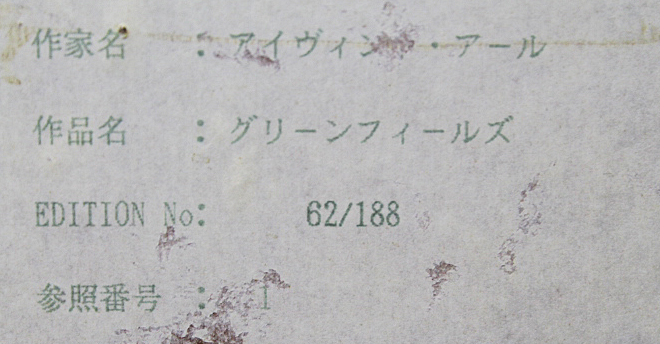 作家名 : アイヴィン ・アール
作品名 : グリーンフィールズ
EDITION No: 62/188
参照番号 : 1